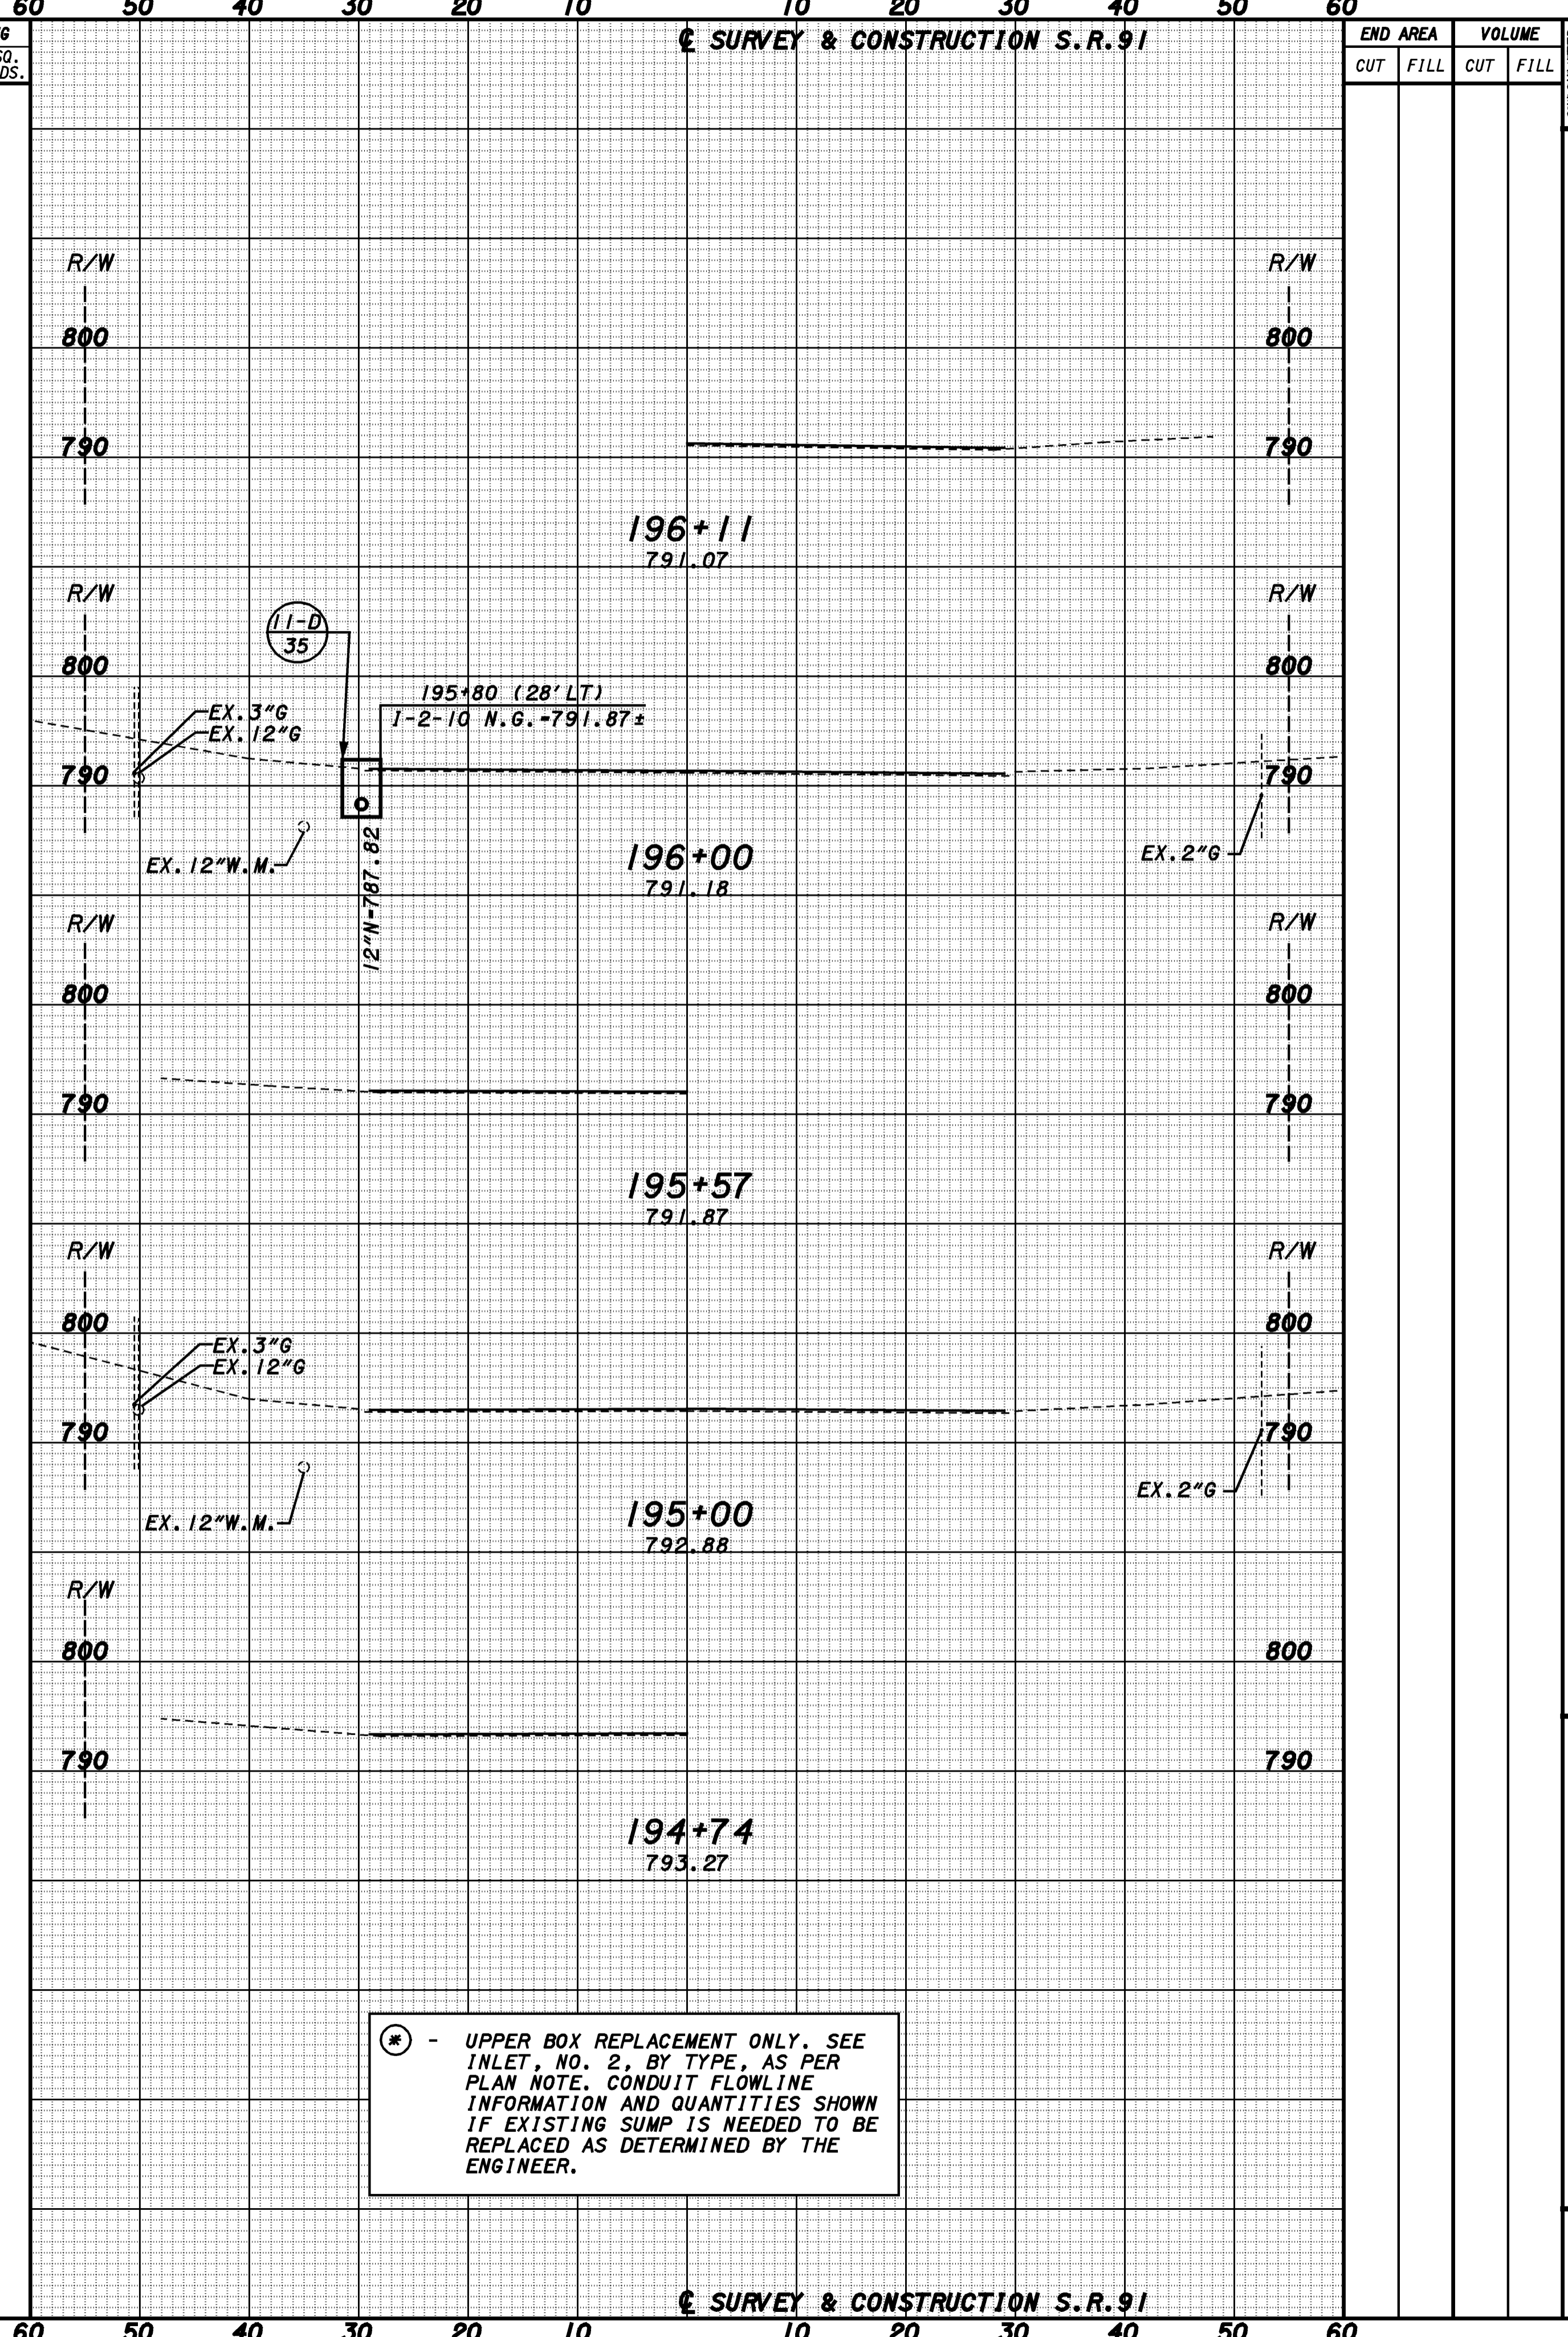 60 50 40 30 20 10 10 20 30 40 50 60
℄ SURVEY & CONSTRUCTION S.R.91
END AREA VOLUME
CUT FILL CUT FILL
SQ.
R/W R/W
800 800
790 790
196+11
791.07
R/W R/W
11-D
35
800 800
195+80 (28' LT)
I-2-10 N.G.=791.87±
EX.3"G
EX.12"G
790 790
12"N=787.82
EX.12"W.M.
EX.2"G
196+00
791.18
R/W R/W
800 800
790 790
195+57
791.87
R/W R/W
800 800
EX.3"G
EX.12"G
790 790
EX.12"W.M.
EX.2"G
195+00
792.88
R/W
800 800
790 790
194+74
793.27
* - UPPER BOX REPLACEMENT ONLY. SEE
INLET, NO. 2, BY TYPE, AS PER
PLAN NOTE. CONDUIT FLOWLINE
INFORMATION AND QUANTITIES SHOWN
IF EXISTING SUMP IS NEEDED TO BE
REPLACED AS DETERMINED BY THE
ENGINEER.
℄ SURVEY & CONSTRUCTION S.R.91
60 50 40 30 20 10 10 20 30 40 50 60